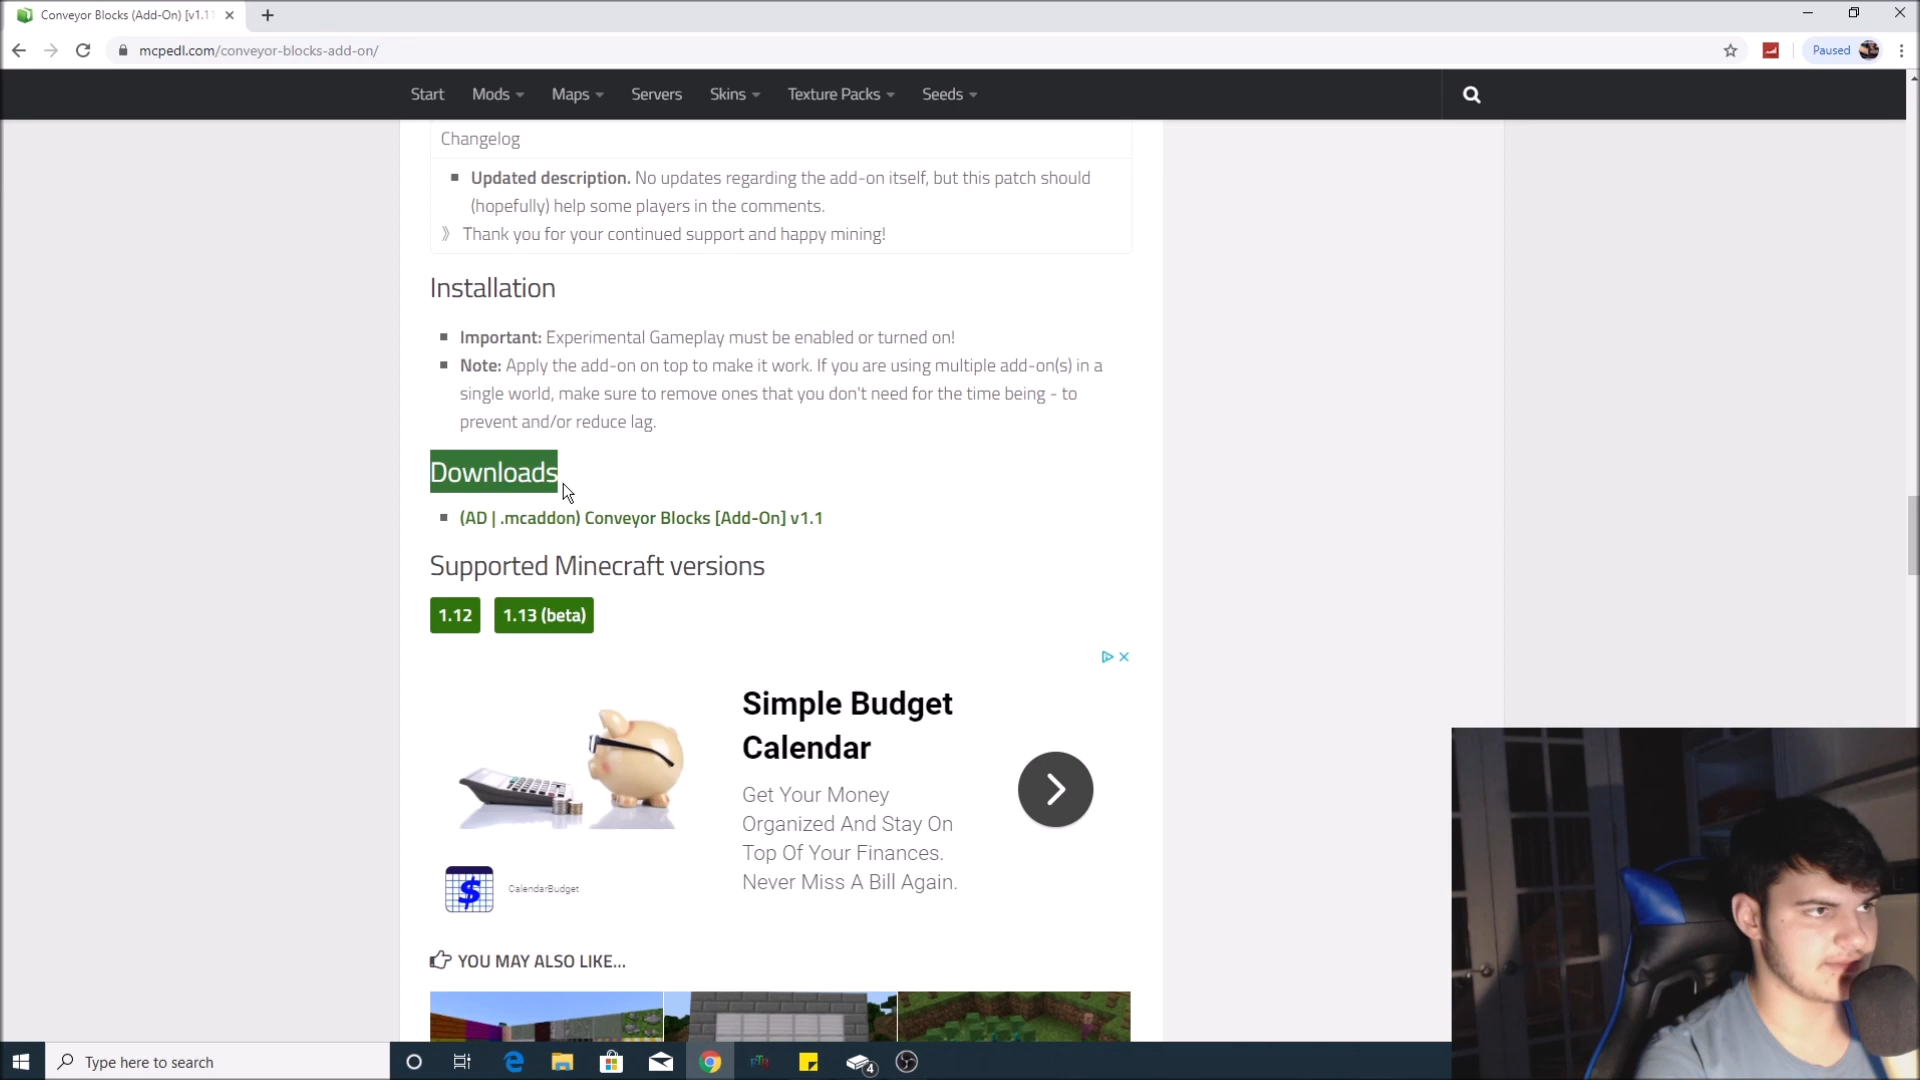 Conveyor Blocks (Add-On) [v1.1
mcpedl.com/conveyor-blocks-add-on/
Paused
Start Mods Maps Servers Skins Texture Packs Seeds
Changelog
Updated description. No updates regarding the add-on itself, but this patch should
(hopefully) help some players in the comments.
》 Thank you for your continued support and happy mining!
Installation
Important: Experimental Gameplay must be enabled or turned on!
Note: Apply the add-on on top to make it work. If you are using multiple add-on(s) in a
single world, make sure to remove ones that you don't need for the time being - to
prevent and/or reduce lag.
Downloads
(AD | .mcaddon) Conveyor Blocks [Add-On] v1.1
Supported Minecraft versions
1.12 1.13 (beta)
Simple Budget
Calendar
Get Your Money
Organized And Stay On
Top Of Your Finances.
Never Miss A Bill Again.
$ CalendarBudget
YOU MAY ALSO LIKE...
Type here to search
4